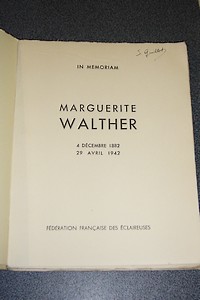 IN MEMORIAM
MARGUERITE
WALTHER
4 DÉCEMBRE 1882
29 AVRIL 1942
FÉDÉRATION FRANÇAISE DES ÉCLAIREUSES